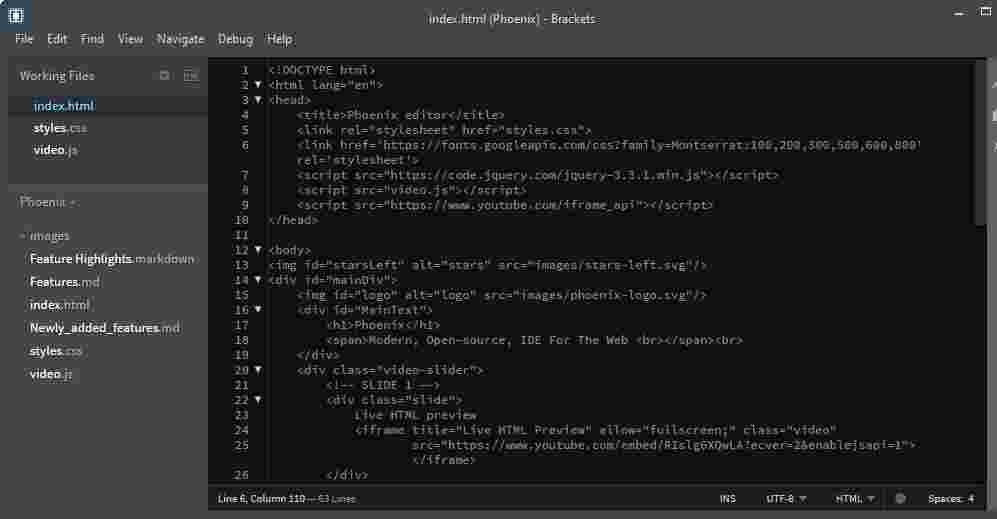 index.html (Phoenix) - Brackets
File Edit Find View Navigate Debug Help
Working Files
index.html
styles.css
video.js
Phoenix
images
Feature Highlights.markdown
Features.md
index.html
Newly_added_features.md
styles.css
video.js
1 <!DOCTYPE html>
2 <html lang="en">
3 <head>
4 <title>Phoenix editor</title>
5 <link rel="stylesheet" href="styles.css">
6 <link href='https://fonts.googleapis.com/css?family=Montserrat:100,200,300,500,600,800'
rel='stylesheet'>
7 <script src="https://code.jquery.com/jquery-3.3.1.min.js"></script>
8 <script src="video.js"></script>
9 <script src="https://www.youtube.com/iframe_api"></script>
10 </head>
11
12 <body>
13 <img id="starsLeft" alt="stars" src="images/stars-left.svg"/>
14 <div id="mainDiv">
15 <img id="logo" alt="logo" src="images/phoenix-logo.svg"/>
16 <div id="MainText">
17 <h1>Phoenix</h1>
18 <span>Modern, Open-source, IDE For The Web <br></span><br>
19 </div>
20 <div class="video-slider">
21 <!-- SLIDE 1 -->
22 <div class="slide">
23 Live HTML preview
24 <iframe title="Live HTML Preview" allow="fullscreen;" class="video"
25 src="https://www.youtube.com/embed/RIslg6XQwLA?ecver=2&enablejsapi=1">
</iframe>
26 </div>
Line 6, Column 110 — 63 Lines
INS UTF-8 HTML Spaces: 4